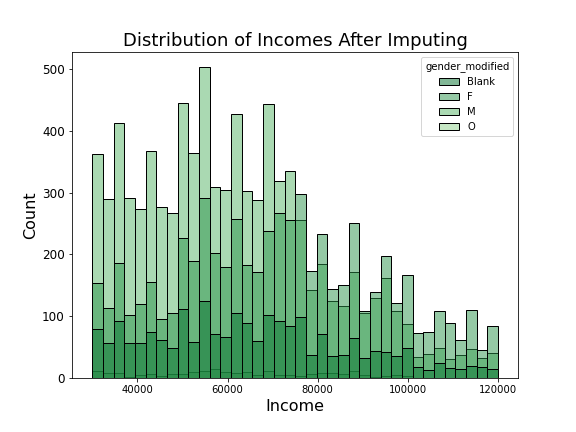 Distribution of Incomes After Imputing
500
400
300
200
100
0
Count
gender_modified
Blank
F
M
O
40000 60000 80000 100000 120000
Income